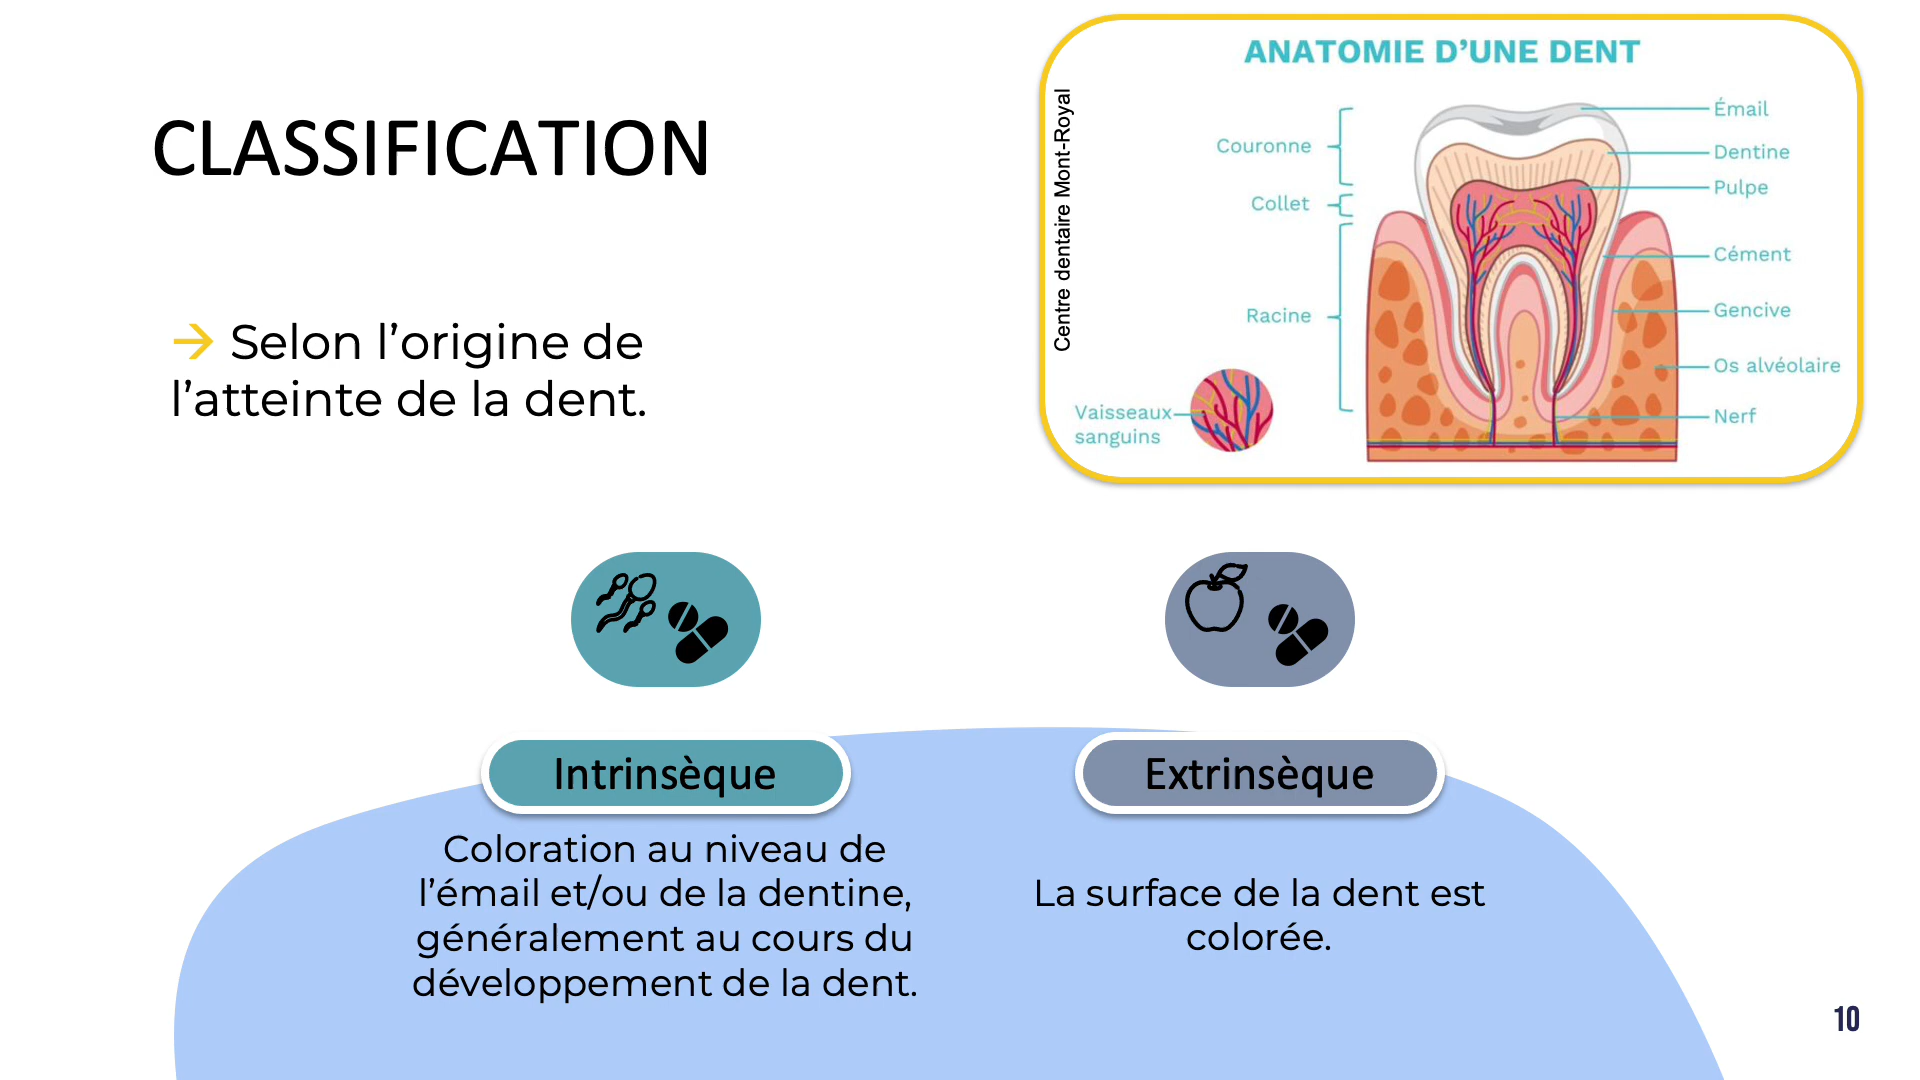 CLASSIFICATION
→ Selon l’origine de
l’atteinte de la dent.
Centre dentaire Mont-Royal
ANATOMIE D’UNE DENT
Couronne
Collet
Racine
Vaisseaux
sanguins
Émail
Dentine
Pulpe
Cément
Gencive
Os alvéolaire
Nerf
Intrinsèque
Coloration au niveau de
l’émail et/ou de la dentine,
généralement au cours du
développement de la dent.
Extrinsèque
La surface de la dent est
colorée.
10